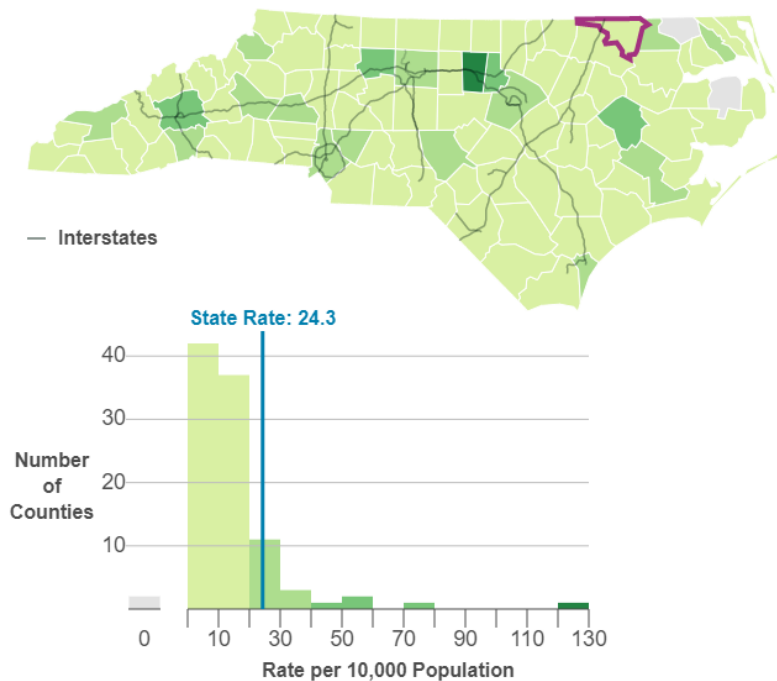 Interstates
State Rate: 24.3
40
30
20
10
Number
of
Counties
0 10 30 50 70 90 110 130
Rate per 10,000 Population